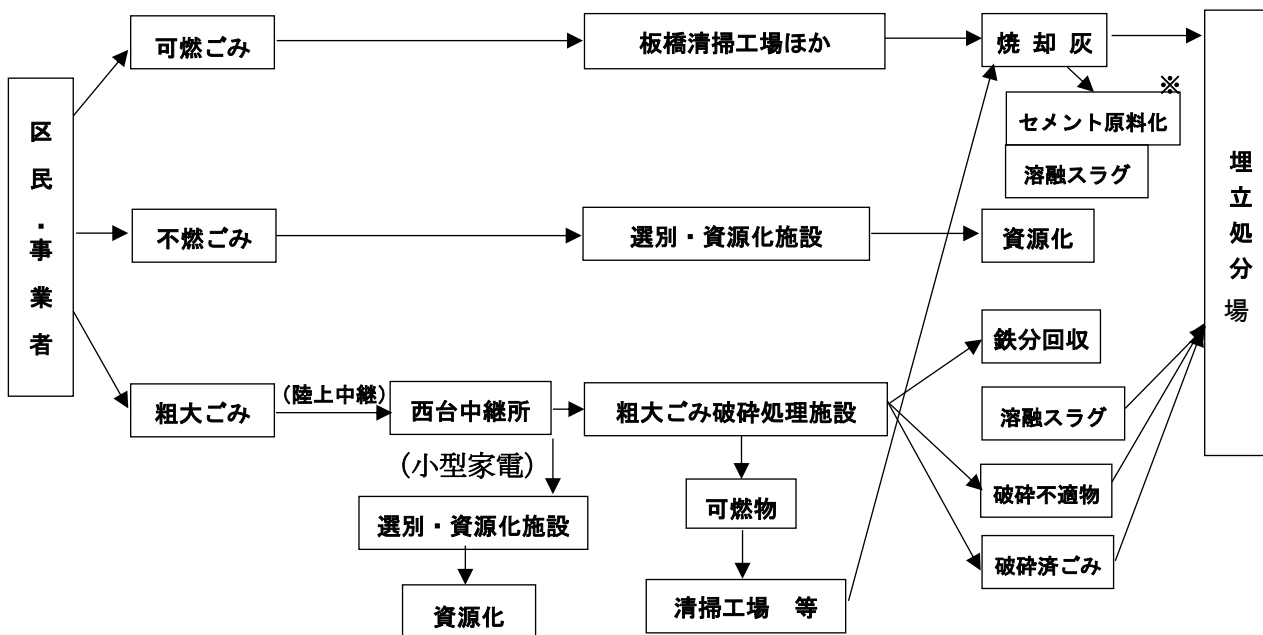 区民・事業者
可燃ごみ
板橋清掃工場ほか
焼却灰
※
セメント原料化
溶融スラグ
不燃ごみ
選別・資源化施設
資源化
粗大ごみ
(陸上中継)
西台中継所
粗大ごみ破砕処理施設
鉄分回収
溶融スラグ
破砕不適物
破砕済ごみ
(小型家電)
選別・資源化施設
資源化
可燃物
清掃工場 等
埋立処分場